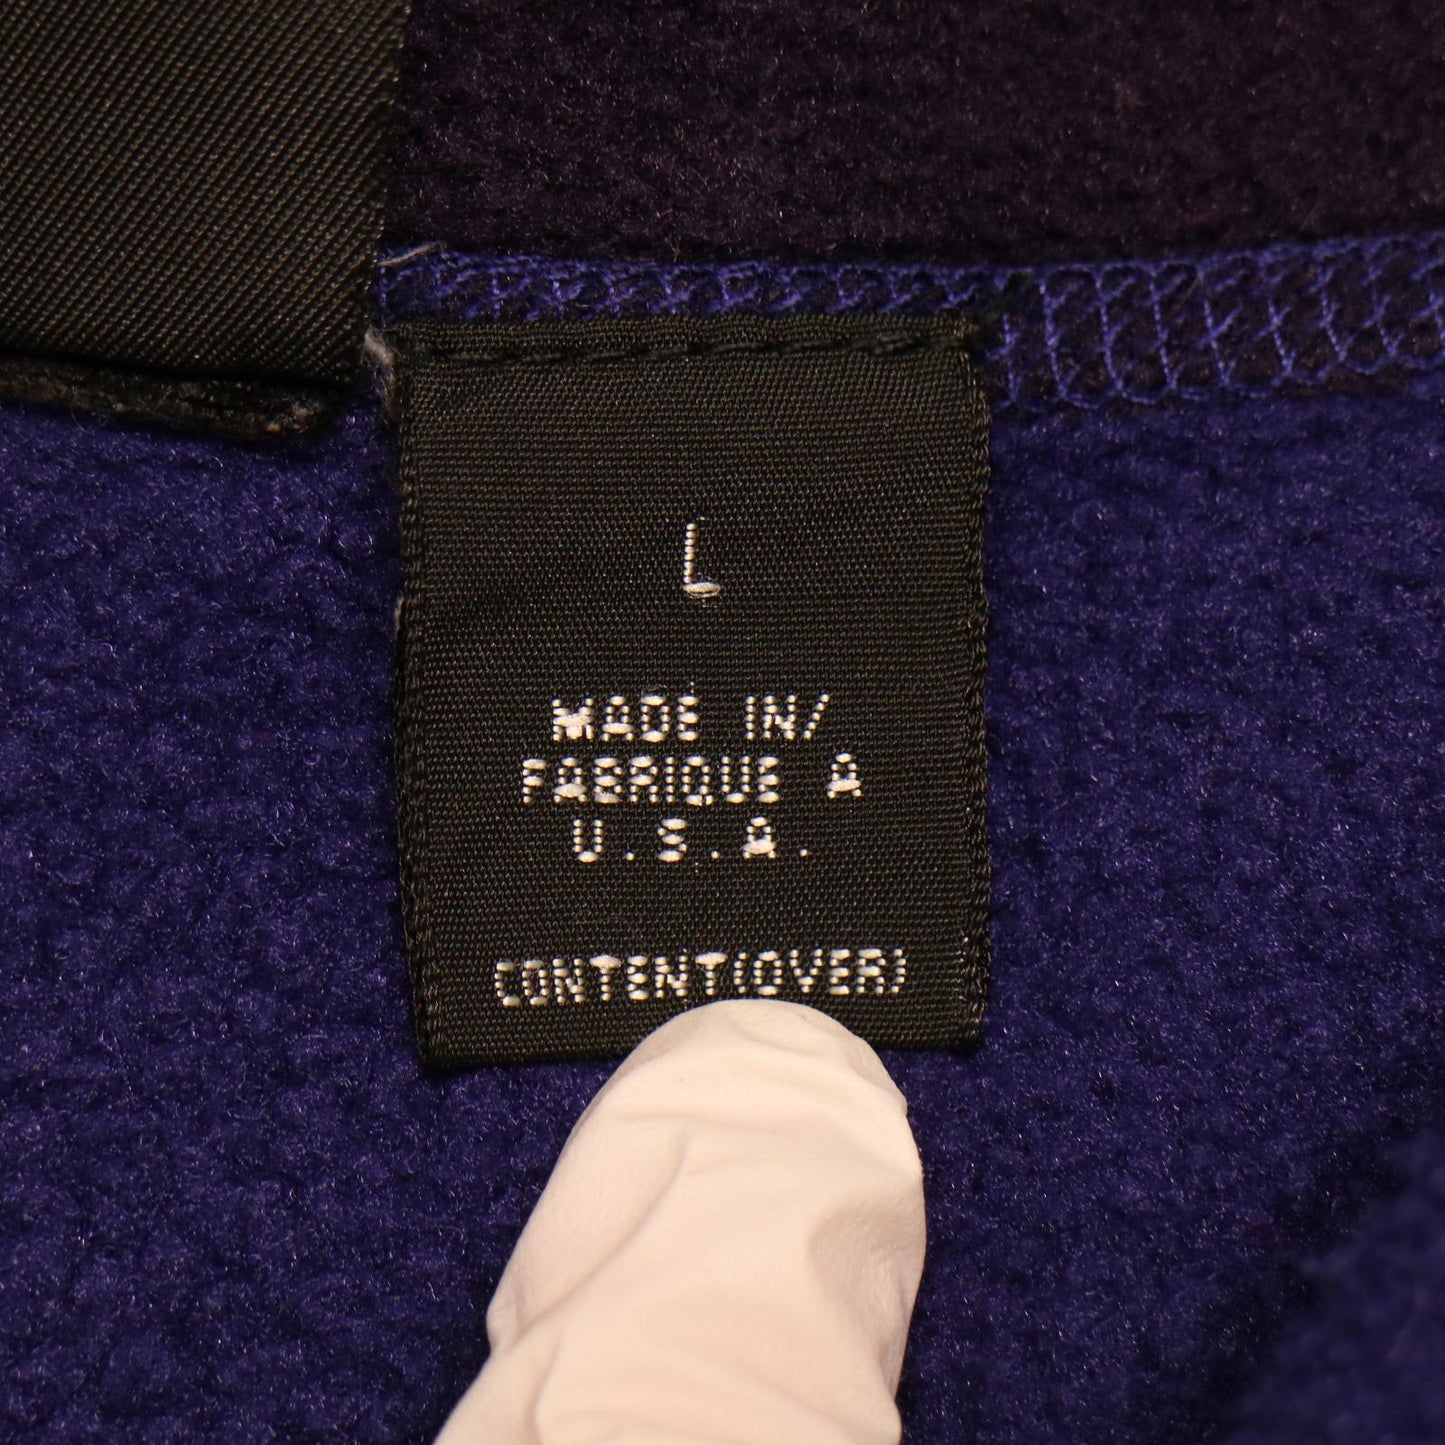 L
MADE IN/
FABRIQUE A
U.S.A.
CONTENT(OVER)